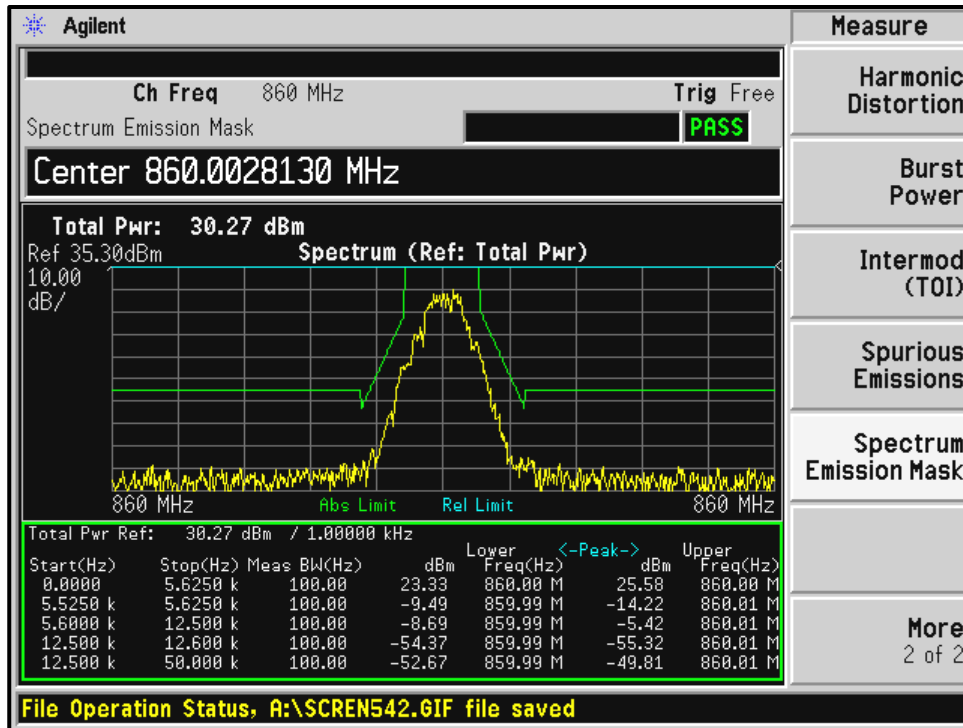 Agilent
Measure
Ch Freq 860 MHz Trig Free
Spectrum Emission Mask PASS
Center 860.0028130 MHz
Total Pwr: 30.27 dBm
Ref 35.30dBm Spectrum (Ref: Total Pwr)
10.00
dB/
860 MHz Abs Limit Rel Limit 860 MHz
Total Pwr Ref: 30.27 dBm / 1.00000 kHz
Lower <-Peak-> Upper
Start(Hz) Stop(Hz) Meas BW(Hz) dBm Freq(Hz) dBm Freq(Hz)
0.0000 5.6250 k 100.00 23.33 860.00 M 25.58 860.00 M
5.5250 k 5.6250 k 100.00 -9.49 859.99 M -14.22 860.01 M
5.6000 k 12.500 k 100.00 -8.69 859.99 M -5.42 860.01 M
12.500 k 12.600 k 100.00 -54.37 859.99 M -55.32 860.01 M
12.500 k 50.000 k 100.00 -52.67 859.99 M -49.81 860.01 M
File Operation Status, A:\SCREN542.GIF file saved
Harmonic
Distortion
Burst
Power
Intermod
(TOI)
Spurious
Emissions
Spectrum
Emission Mask
More
2 of 2